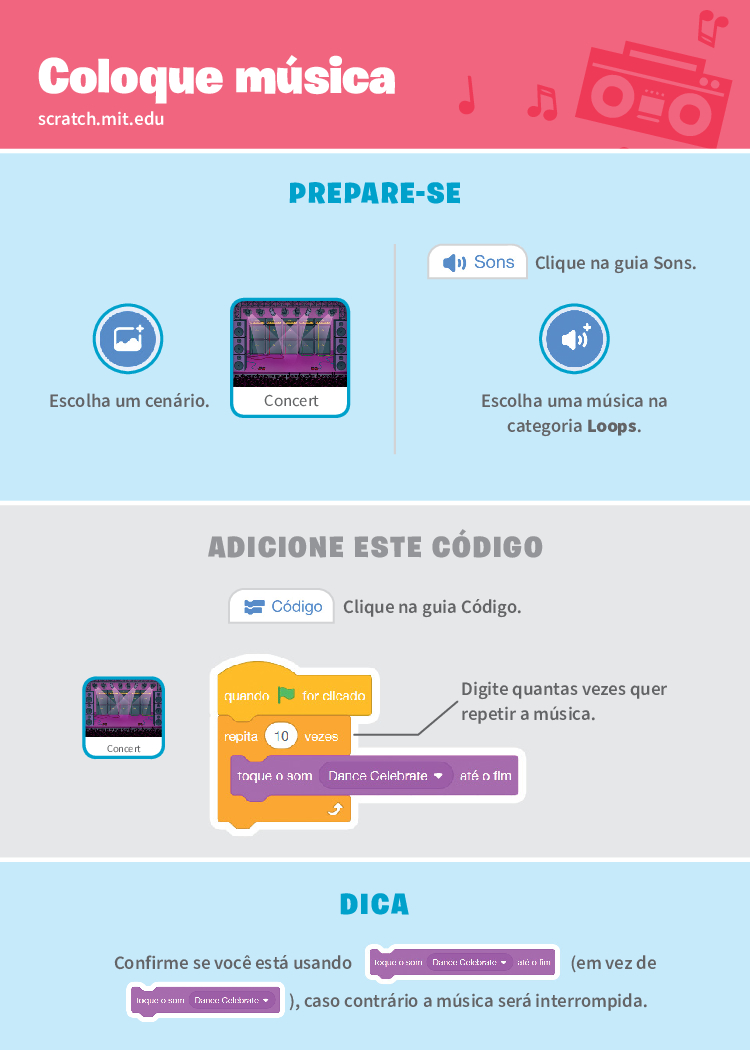 Coloque música
scratch.mit.edu
PREPARE-SE
Escolha um cenário.
Concert
Sons Clique na guia Sons.
Escolha uma música na
categoria Loops.
ADICIONE ESTE CÓDIGO
Código Clique na guia Código.
Concert
quando for clicado
repita 10 vezes
toque o som Dance Celebrate até o fim
Digite quantas vezes quer
repetir a música.
DICA
Confirme se você está usando toque o som Dance Celebrate até o fim (em vez de
toque o som Dance Celebrate ), caso contrário a música será interrompida.